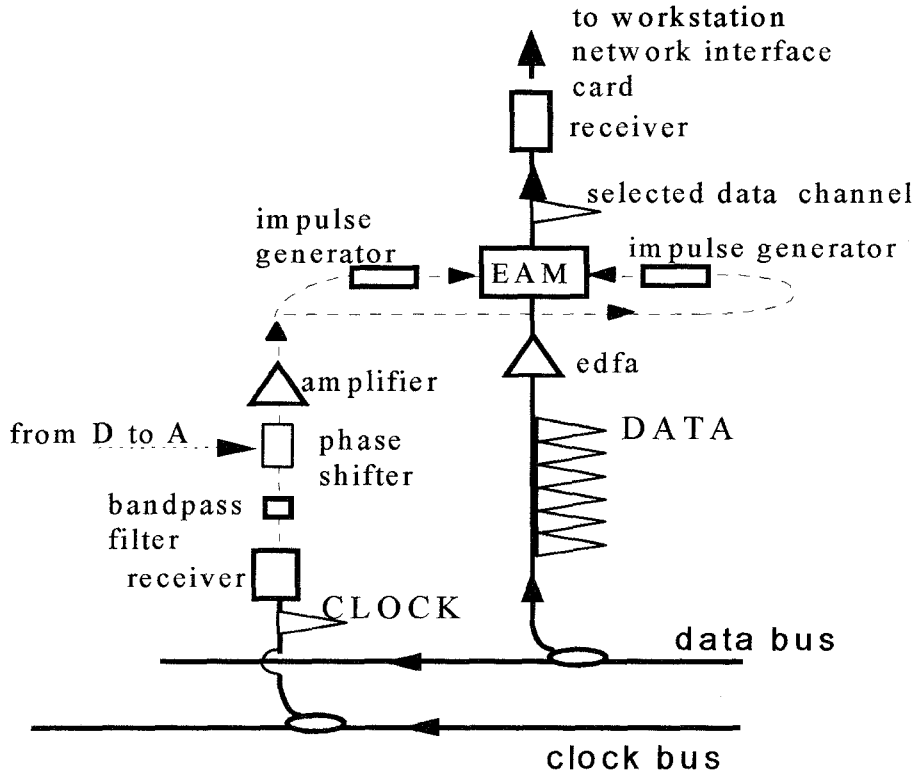 to workstation
network interface
card
receiver
selected data channel
impulse
generator
impulse generator
EAM
edfa
amplifier
from D to A
phase
shifter
DATA
bandpass
filter
receiver
CLOCK
data bus
clock bus